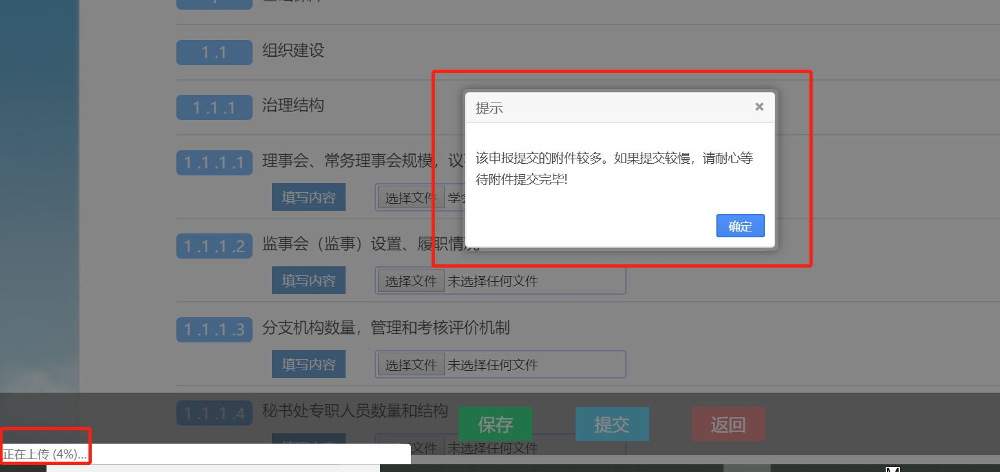 1.1 组织建设
1.1.1 治理结构
1.1.1.1 理事会、常务理事会规模，议
填写内容 选择文件 学会
提示
该申报提交的附件较多。如果提交较慢，请耐心等
待附件提交完毕!
确定
1.1.1.2 监事会（监事）设置、履职情况
填写内容 选择文件 未选择任何文件
1.1.1.3 分支机构数量，管理和考核评价机制
填写内容 选择文件 未选择任何文件
1.1.1.4 秘书处专职人员数量和结构
保存 提交 返回
选择文件 未选择任何文件
正在上传 (4%)...